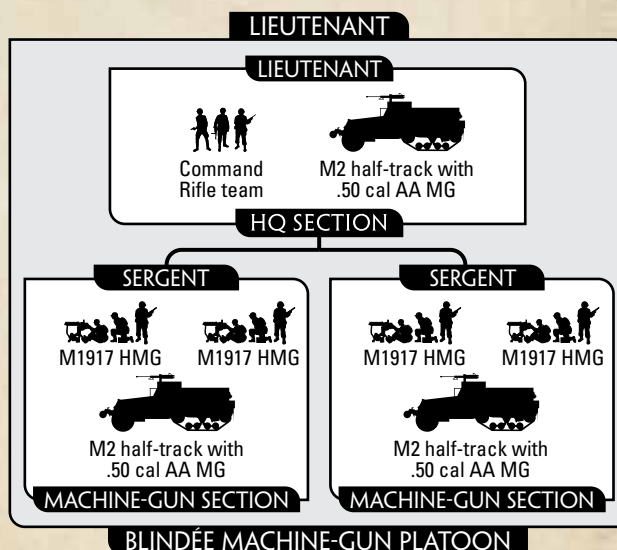 LIEUTENANT
LIEUTENANT
Command
Rifle team
M2 half-track with
.50 cal AA MG
HQ SECTION
SERGENT
M1917 HMG
M1917 HMG
M2 half-track with
.50 cal AA MG
MACHINE-GUN SECTION
SERGENT
M1917 HMG
M1917 HMG
M2 half-track with
.50 cal AA MG
MACHINE-GUN SECTION
BLINDÉE MACHINE-GUN PLATOON